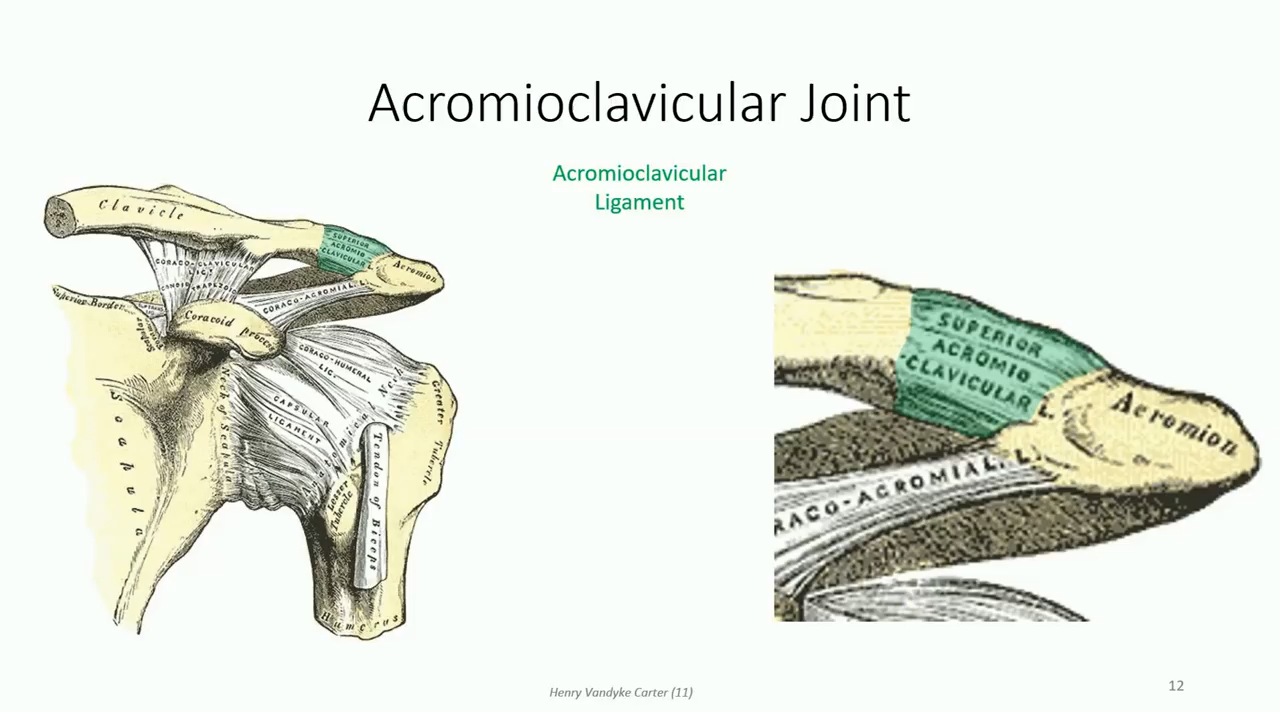 Acromioclavicular Joint
Acromioclavicular
Ligament
Clavicle
SUPERIOR
ACROMIO
CLAVICULAR L.
Acromion
CORACO-CLAVICULAR
LIG.
TRAPEZOID
CORACO-ACROMIAL L.
Superior Border
Coracoid process
CORACO-HUMERAL
LIG.
CAPSULAR
LIGAMENT
Neck of Scapula
Greater Tubercle
Lesser
Tubercle
Tendon of Biceps
Humerus
SUPERIOR
ACROMIO
CLAVICULAR L.
Acromion
RACO-ACROMIAL. L.
Henry Vandyke Carter (11)
12